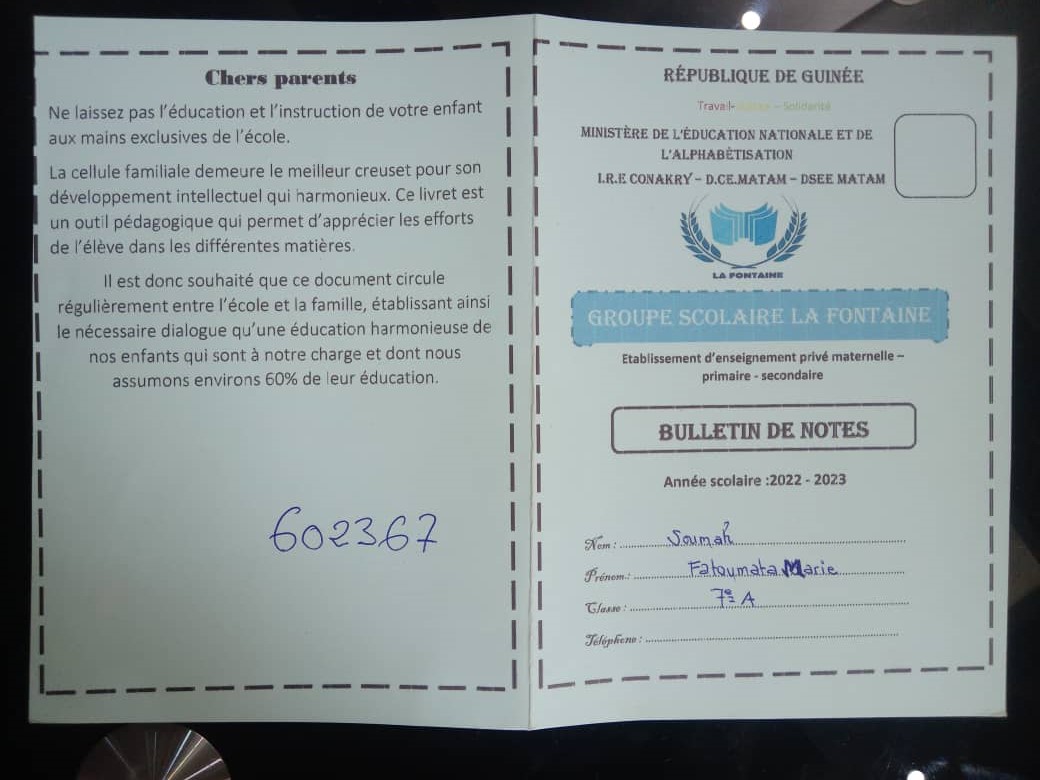 Chers parents
Ne laissez pas l'éducation et l'instruction de votre enfant
aux mains exclusives de l'école.
La cellule familiale demeure le meilleur creuset pour son
développement intellectuel qui harmonieux. Ce livret est
un outil pédagogique qui permet d'apprécier les efforts
de l'élève dans les différentes matières.
Il est donc souhaité que ce document circule
régulièrement entre l'école et la famille, établissant ainsi
le nécessaire dialogue qu'une éducation harmonieuse de
nos enfants qui sont à notre charge et dont nous
assumons environs 60% de leur éducation.
602367
RÉPUBLIQUE DE GUINÉE
Travail- – Solidarité
MINISTÈRE DE L'ÉDUCATION NATIONALE ET DE
L'ALPHABÈTISATION
I.R.E CONAKRY – D.CE.MATAM – DSEE MATAM
LA FONTAINE
GROUPE SCOLAIRE LA FONTAINE
Etablissement d'enseignement privé maternelle –
primaire - secondaire
BULLETIN DE NOTES
Année scolaire :2022 - 2023
Nom : Soumah
Prénom : Fatoumata Marie
Classe : 7è A
Téléphone :